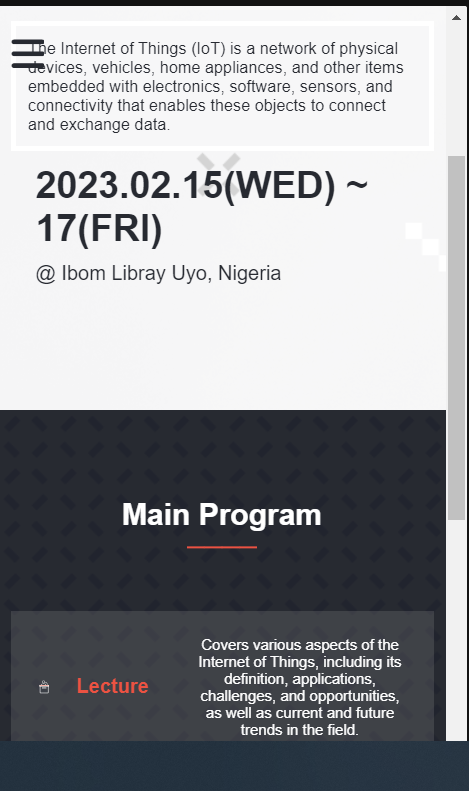 The Internet of Things (IoT) is a network of physical
devices, vehicles, home appliances, and other items
embedded with electronics, software, sensors, and
connectivity that enables these objects to connect
and exchange data.
2023.02.15(WED) ~
17(FRI)
@ Ibom Libray Uyo, Nigeria
Main Program
Lecture
Covers various aspects of the
Internet of Things, including its
definition, applications,
challenges, and opportunities,
as well as current and future
trends in the field.